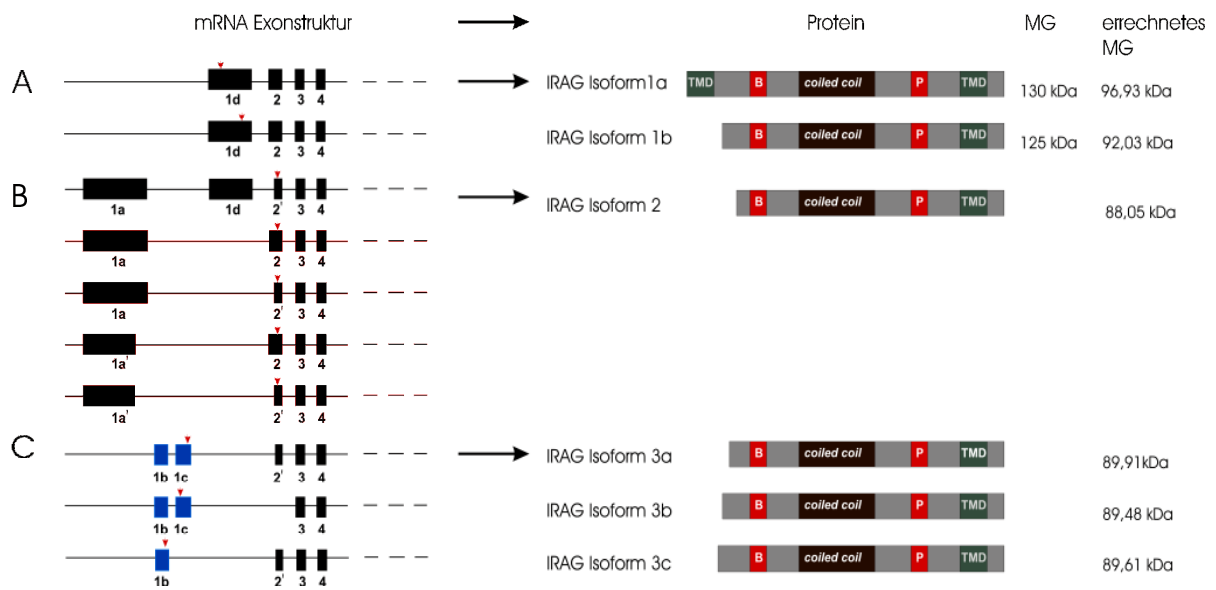 mRNA Exonstruktur Protein MG errechnetes
MG
A IRAG Isoform1a TMD B coiled coil P TMD 130 kDa 96,93 kDa
1d 2 3 4
IRAG Isoform 1b B coiled coil P TMD 125 kDa 92,03 kDa
1d 2 3 4
B IRAG Isoform 2 B coiled coil P TMD 88,05 kDa
1a 1d 2' 3 4
1a 2 3 4
1a 2' 3 4
1a' 2 3 4
1a' 2' 3 4
C IRAG Isoform 3a B coiled coil P TMD 89,91kDa
1b 1c 2' 3 4
IRAG Isoform 3b B coiled coil P TMD 89,48 kDa
1b 1c 3 4
IRAG Isoform 3c B coiled coil P TMD 89,61 kDa
1b 2' 3 4